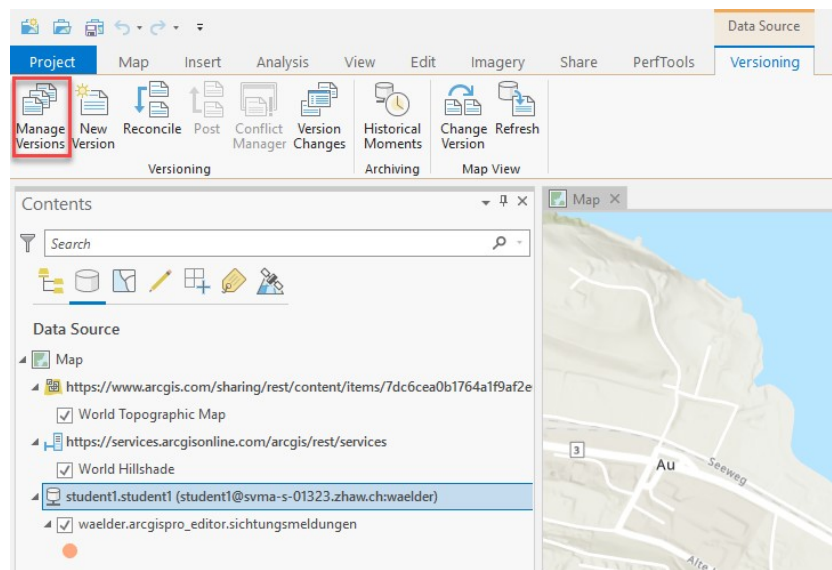 Data Source
Project Map Insert Analysis View Edit Imagery Share PerfTools Versioning
Manage New Reconcile Post Conflict Version Historical Change Refresh
Versions Version Manager Changes Moments Version
Versioning Archiving Map View
Contents
Map
Search
Data Source
Map
https://www.arcgis.com/sharing/rest/content/items/7dc6cea0b1764a1f9af2e
World Topographic Map
https://services.arcgisonline.com/arcgis/rest/services
World Hillshade
3
Au
Seeweg
student1.student1 (student1@svma-s-01323.zhaw.ch:waelder)
waelder.arcgispro_editor.sichtungsmeldungen
Alte